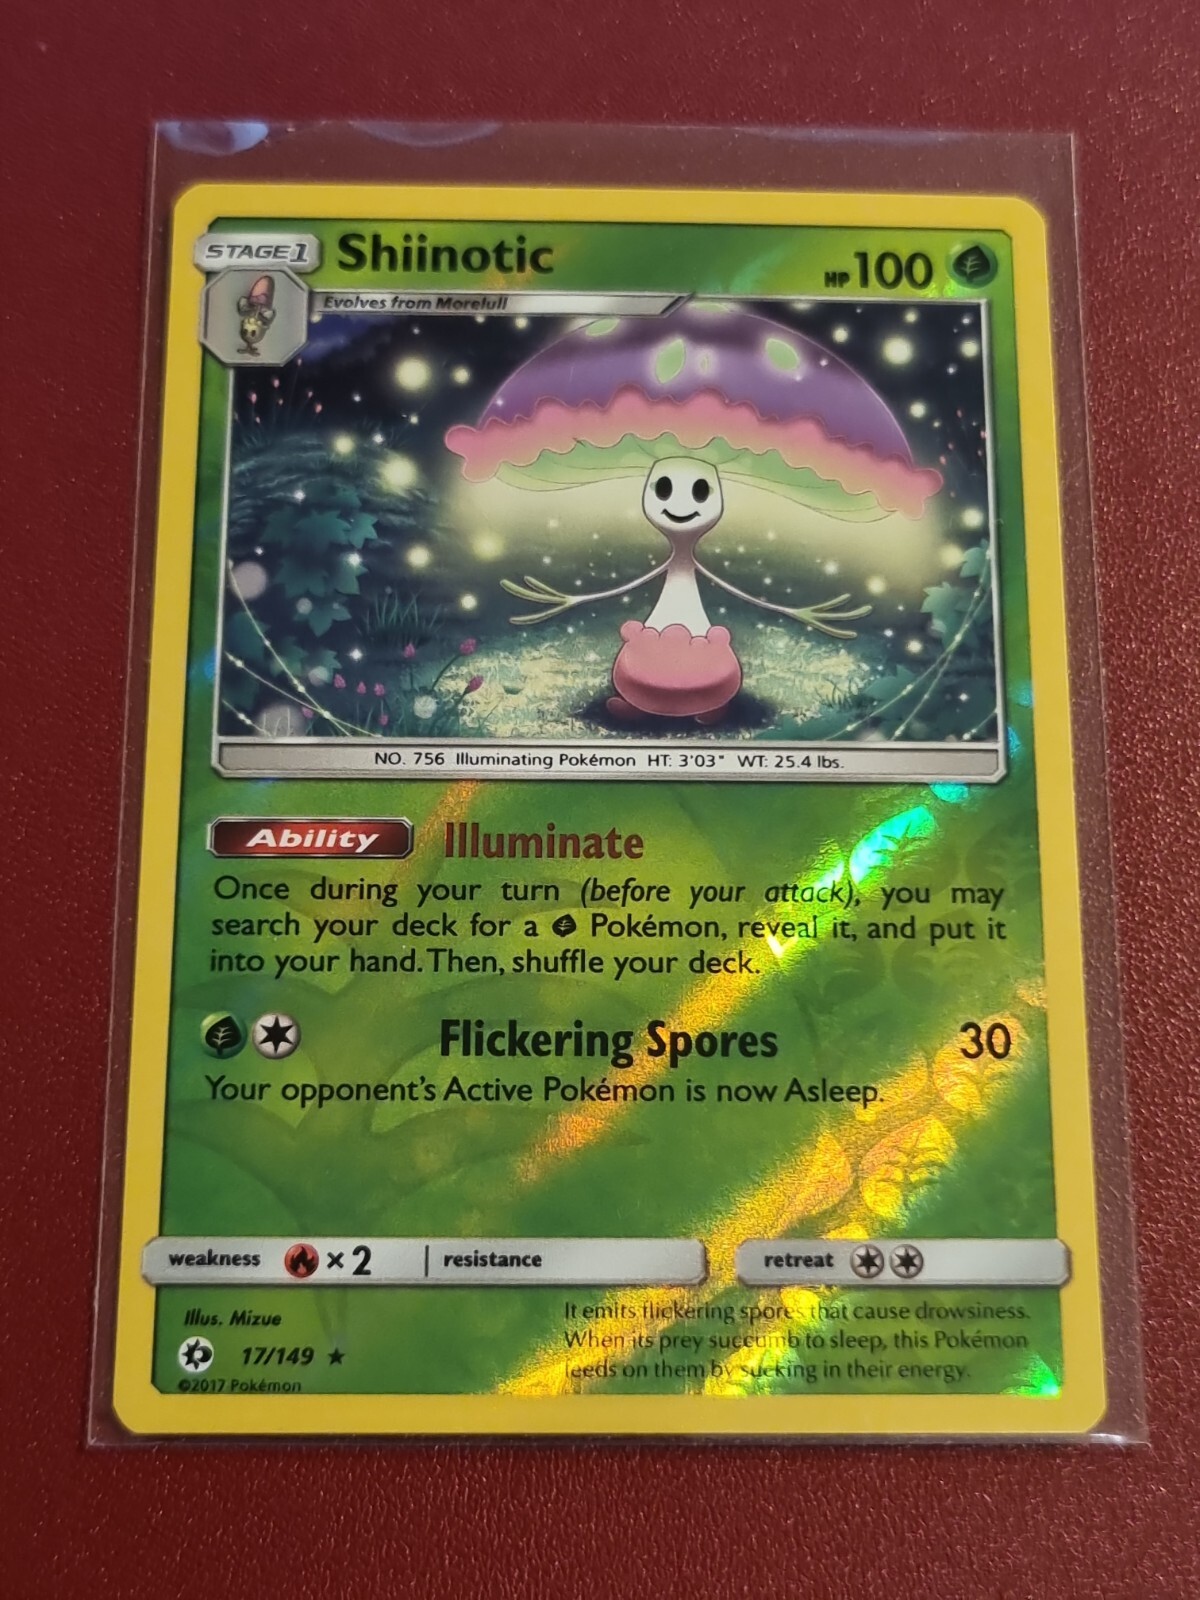 STAGE1
Shiinotic
HP 100
Evolves from Morelull
NO. 756 Illuminating Pokémon HT: 3'03" WT: 25.4 lbs.
Ability Illuminate
Once during your turn (before your attack), you may
search your deck for a Pokémon, reveal it, and put it
into your hand. Then, shuffle your deck.
Flickering Spores 30
Your opponent's Active Pokémon is now Asleep.
weakness × 2 resistance retreat
Illus. Mizue
17/149 ★
©2017 Pokémon
It emits flickering spores that cause drowsiness.
When its prey succumb to sleep, this Pokémon
feeds on them by sucking in their energy.